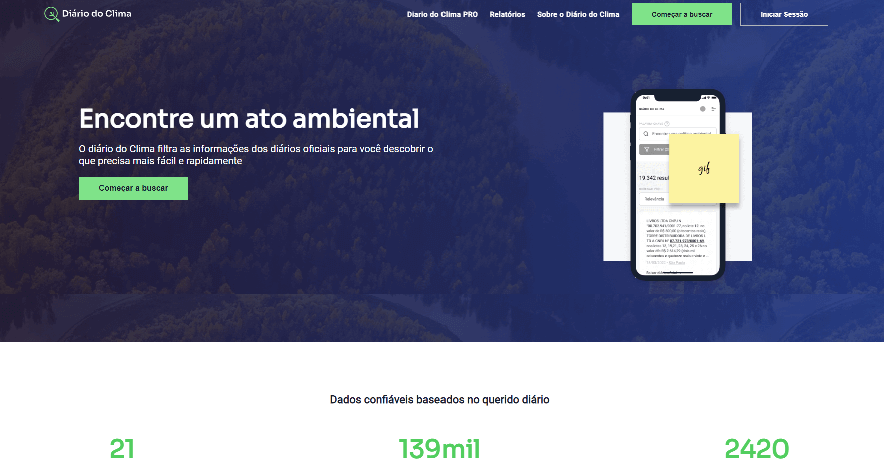 Diário do Clima
Diario do Clima PRO
Relatórios
Sobre o Diário do Clima
Começar a buscar
Iniciar Sessão
Encontre um ato ambiental
O diário do Clima filtra as informações dos diários oficiais para você descobrir o
que precisa mais fácil e rapidamente
Começar a buscar
gif
19.342
Relevância
Dados confiáveis baseados no querido diário
21
139mil
2420